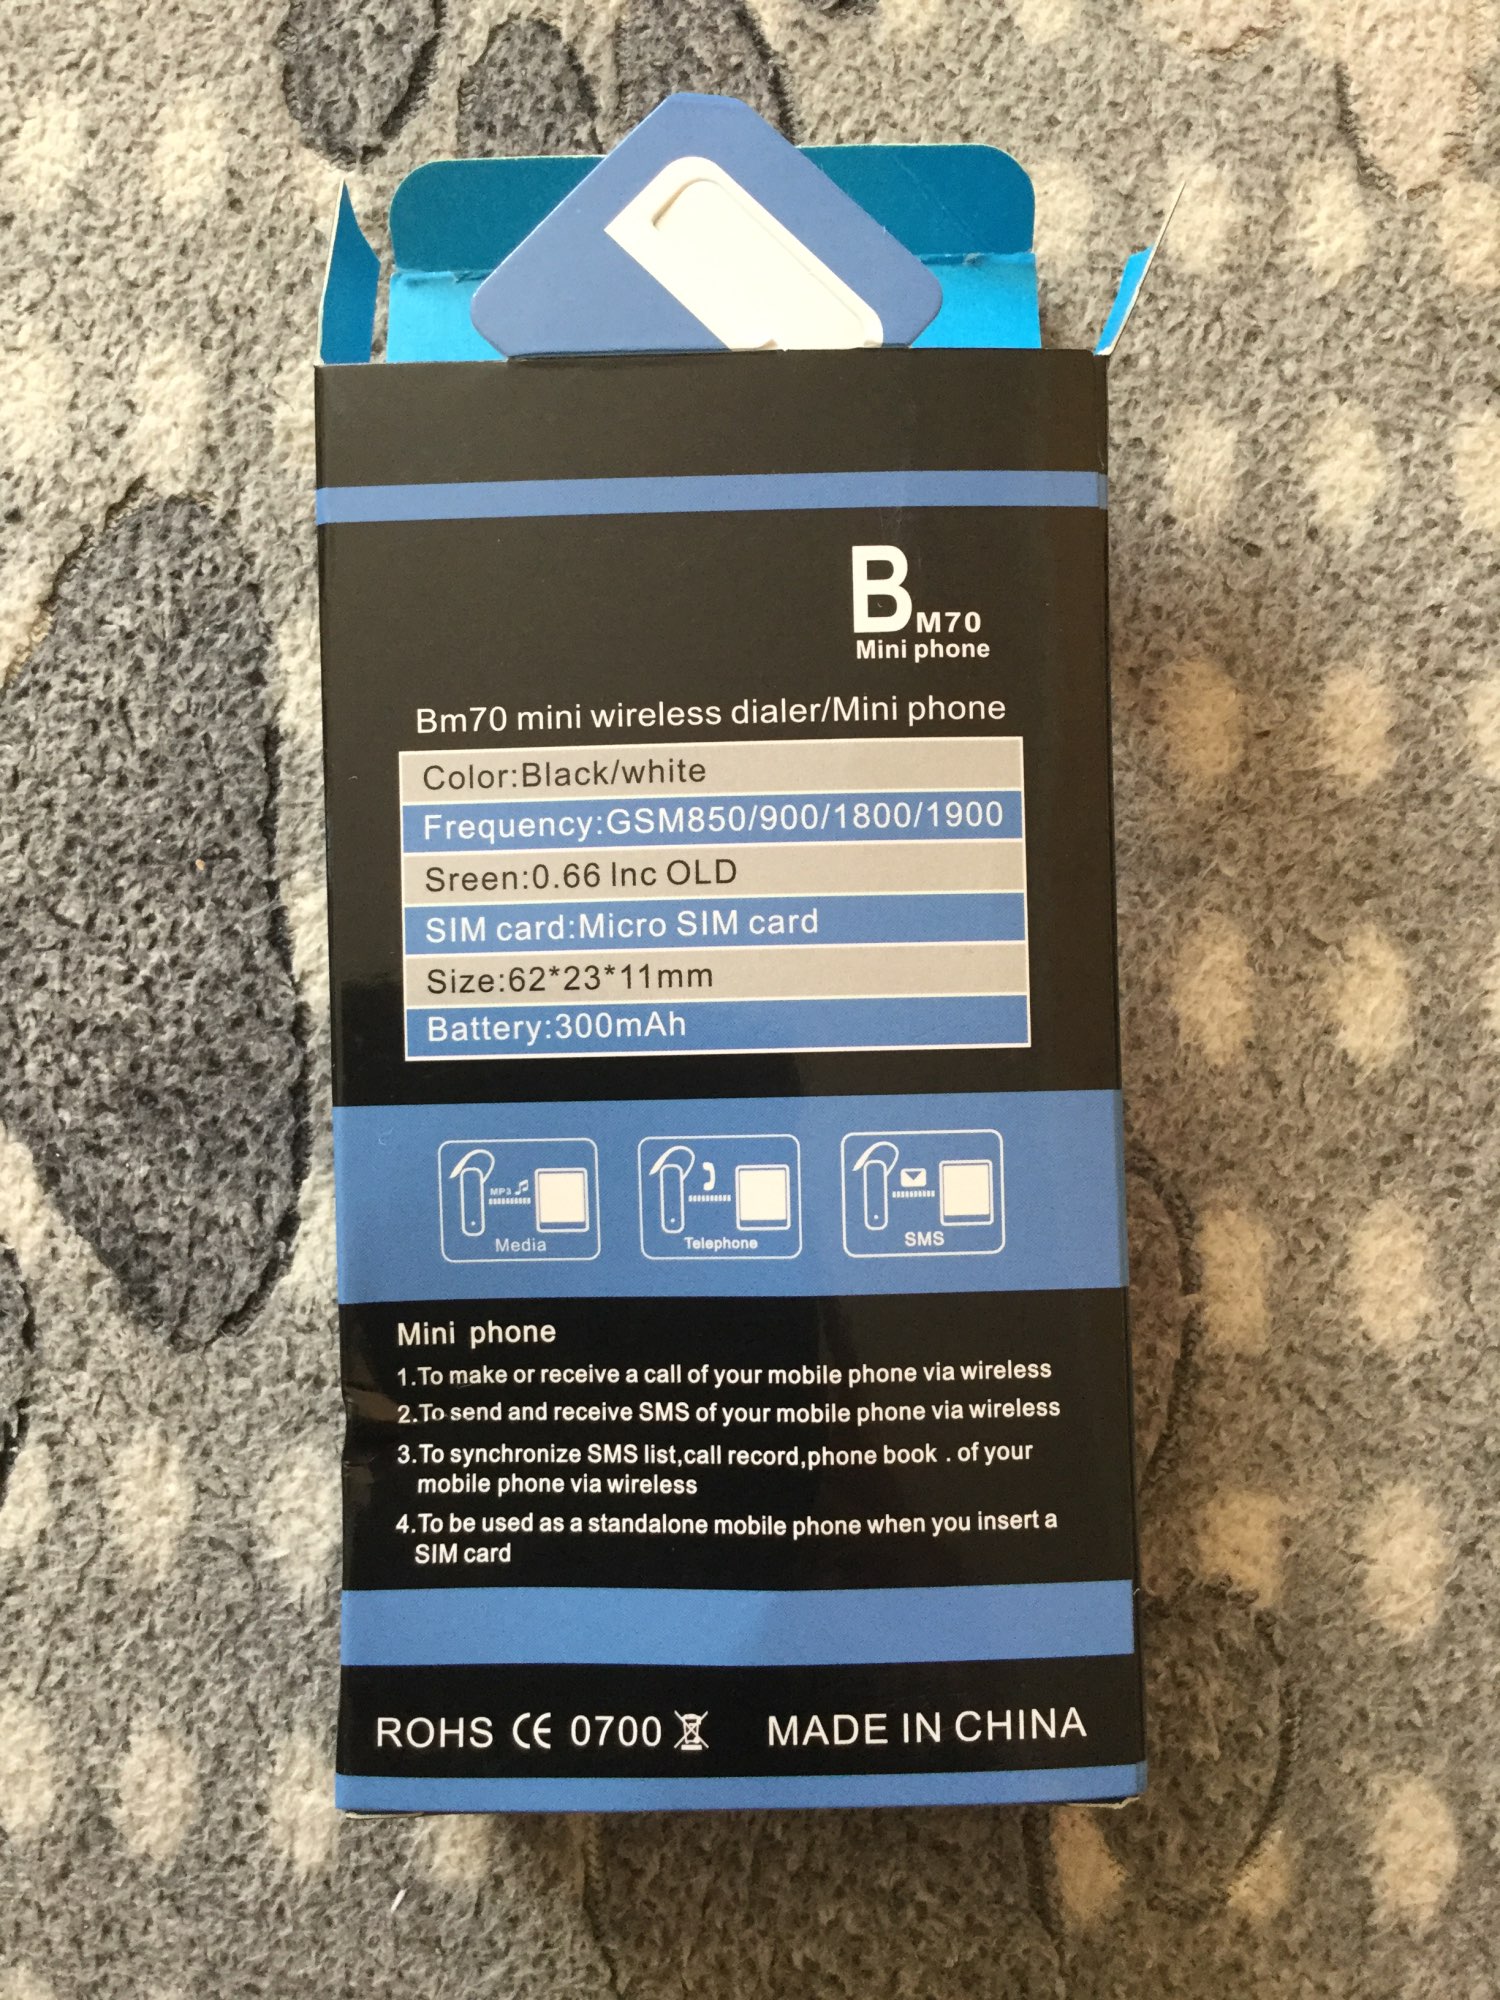 BM70
Mini phone
Bm70 mini wireless dialer/Mini phone
Color:Black/white
Frequency:GSM850/900/1800/1900
Sreen:0.66 Inc OLD
SIM card:Micro SIM card
Size:62*23*11mm
Battery:300mAh
MP3
Media
Telephone
SMS
Mini phone
1.To make or receive a call of your mobile phone via wireless
2.To send and receive SMS of your mobile phone via wireless
3.To synchronize SMS list,call record,phone book . of your
mobile phone via wireless
4.To be used as a standalone mobile phone when you insert a
SIM card
ROHS CE 0700 MADE IN CHINA